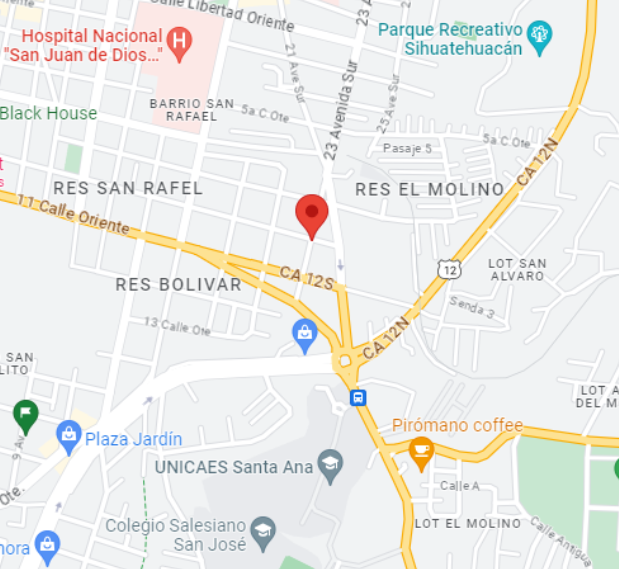 Calle Libertad Oriente
23 A
Hospital Nacional
"San Juan de Dios..."
H
Parque Recreativo
Sihuatehuacán
21 Ave Sur
23 Avenida Sur
25 Ave Sur
BARRIO SAN
RAFAEL
Black House
5a C Ote
5a C Ote
Pasaje 5
CA 12N
t
s
RES SAN RAFEL
RES EL MOLINO
11 Calle Oriente
CA 12S
12
LOT SAN
ALVARO
RES BOLIVAR
Senda 3
13 Calle Ote
CA 12N
SAN
LITO
LOT A
DEL M
9 Av
Plaza Jardín
Pirómano coffee
UNICAES Santa Ana
Ote.
Calle A
Colegio Salesiano
San José
LOT EL MOLINO
Calle Antigua
nora